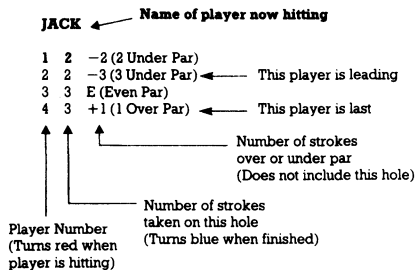 Name of player now hitting
JACK
1 2 −2 (2 Under Par)
2 2 −3 (3 Under Par) This player is leading
3 3 E (Even Par)
4 3 +1 (1 Over Par) This player is last
Number of strokes
over or under par
(Does not include this hole)
Number of strokes
taken on this hole
(Turns blue when finished)
Player Number
(Turns red when
player is hitting)